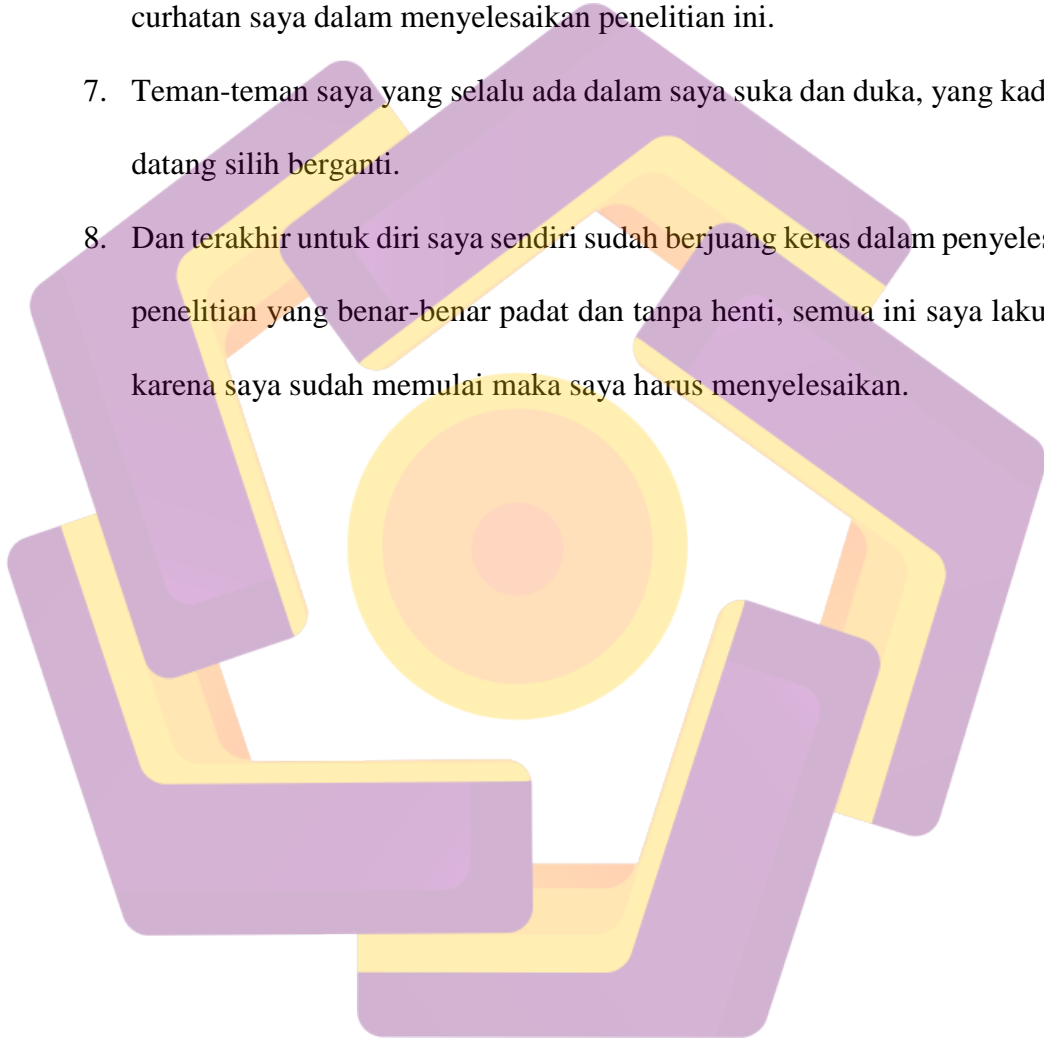 curhatan saya dalam menyelesaikan penelitian ini.
7. Teman-teman saya yang selalu ada dalam saya suka dan duka, yang kad
datang silih berganti.
8. Dan terakhir untuk diri saya sendiri sudah berjuang keras dalam penyeles
penelitian yang benar-benar padat dan tanpa henti, semua ini saya laku
karena saya sudah memulai maka saya harus menyelesaikan.